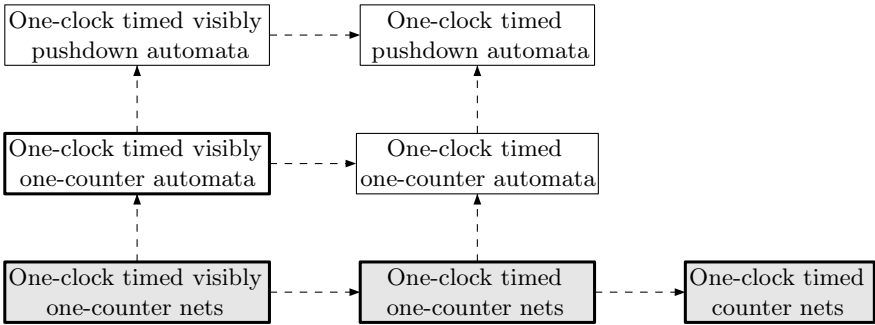 One-clock timed visibly
pushdown automata
One-clock timed
pushdown automata
One-clock timed visibly
one-counter automata
One-clock timed
one-counter automata
One-clock timed visibly
one-counter nets
One-clock timed
one-counter nets
One-clock timed
counter nets